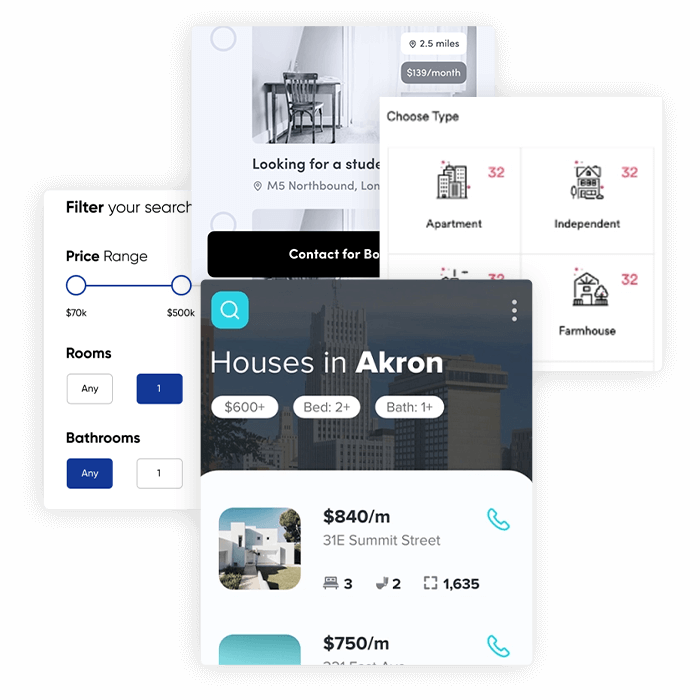 2.5 miles
$139/month
Looking for a stude
M5 Northbound, Lon
Contact for Bo
Choose Type
32
Apartment
32
Independent
32
32
Farmhouse
Filter your search
Price Range
$70k
$500k
Rooms
Any
1
Bathrooms
Any
1
Houses in Akron
$600+
Bed: 2+
Bath: 1+
$840/m
31E Summit Street
3
2
1,635
$750/m